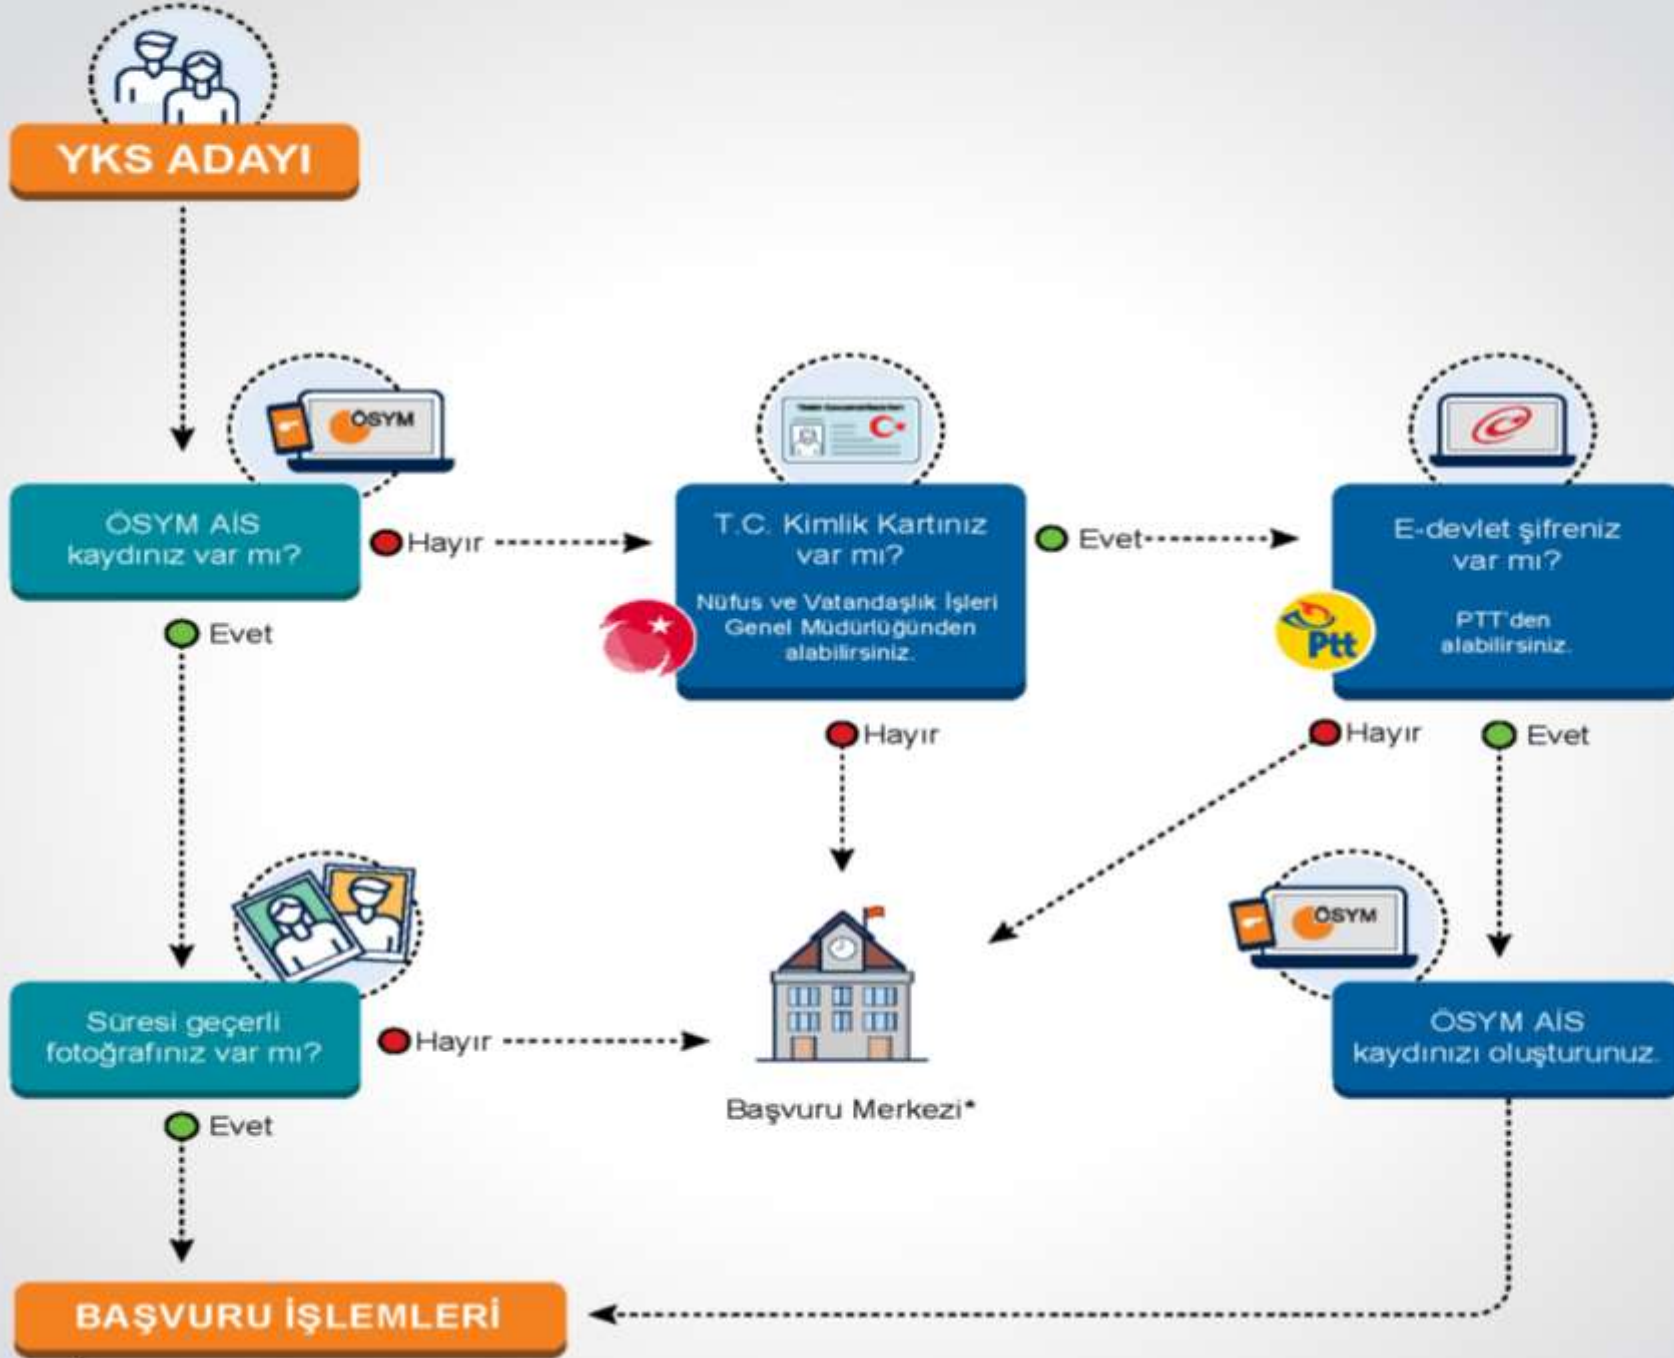 YKS ADAYI
ÖSYM
ÖSYM AİS
kaydınız var mı?
Hayır
T.C. Kimlik Kartınız
var mı?
Nüfus ve Vatandaşlık İşleri
Genel Müdürlüğünden
alabilirsiniz.
Evet
E-devlet şifreniz
var mı?
PTT'den
alabilirsiniz.
Ptt
Evet
Hayır
Hayır
Evet
ÖSYM
Süresi geçerli
fotoğrafınız var mı?
Hayır
Başvuru Merkezi*
ÖSYM AİS
kaydınızı oluşturunuz.
Evet
BAŞVURU İŞLEMLERİ